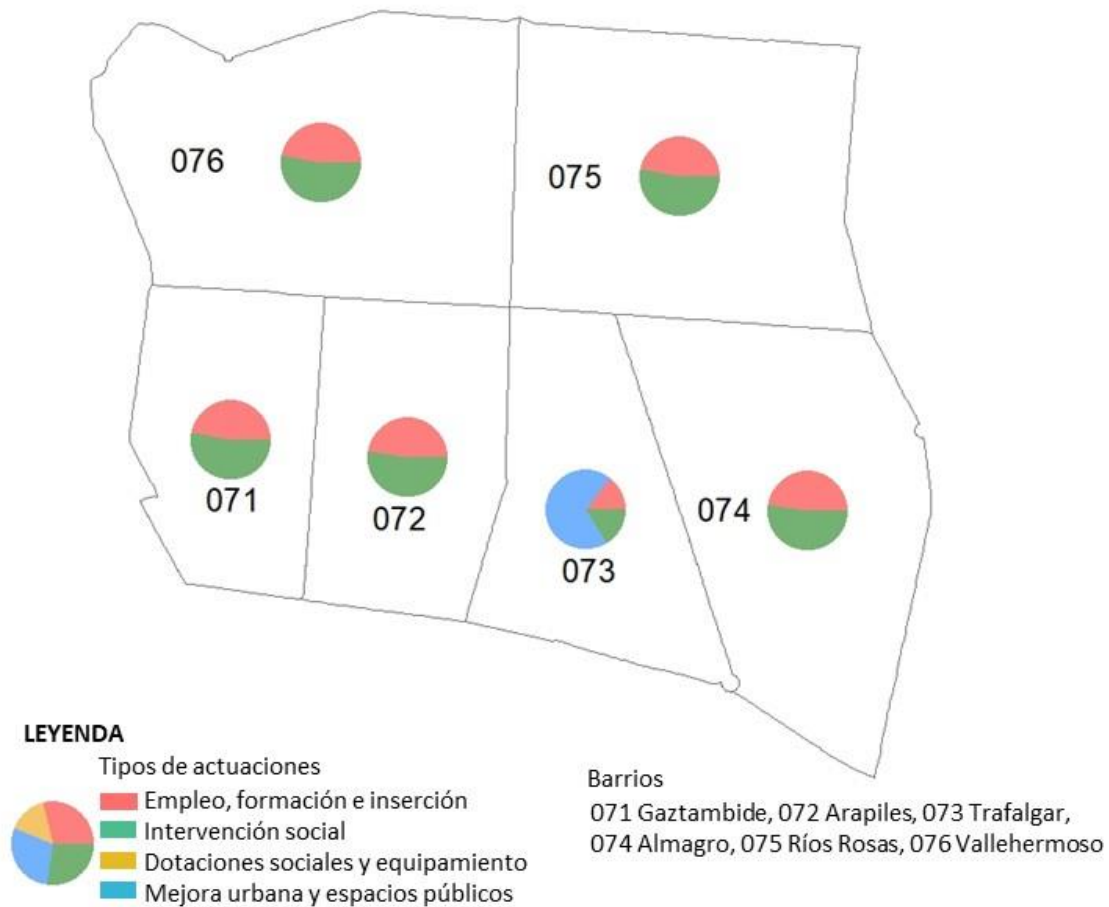 076
075
071
072
073
074
LEYENDA
Tipos de actuaciones
Empleo, formación e inserción
Intervención social
Dotaciones sociales y equipamiento
Mejora urbana y espacios públicos
Barrios
071 Gaztambide, 072 Arapiles, 073 Trafalgar,
074 Almagro, 075 Ríos Rosas, 076 Vallehermoso